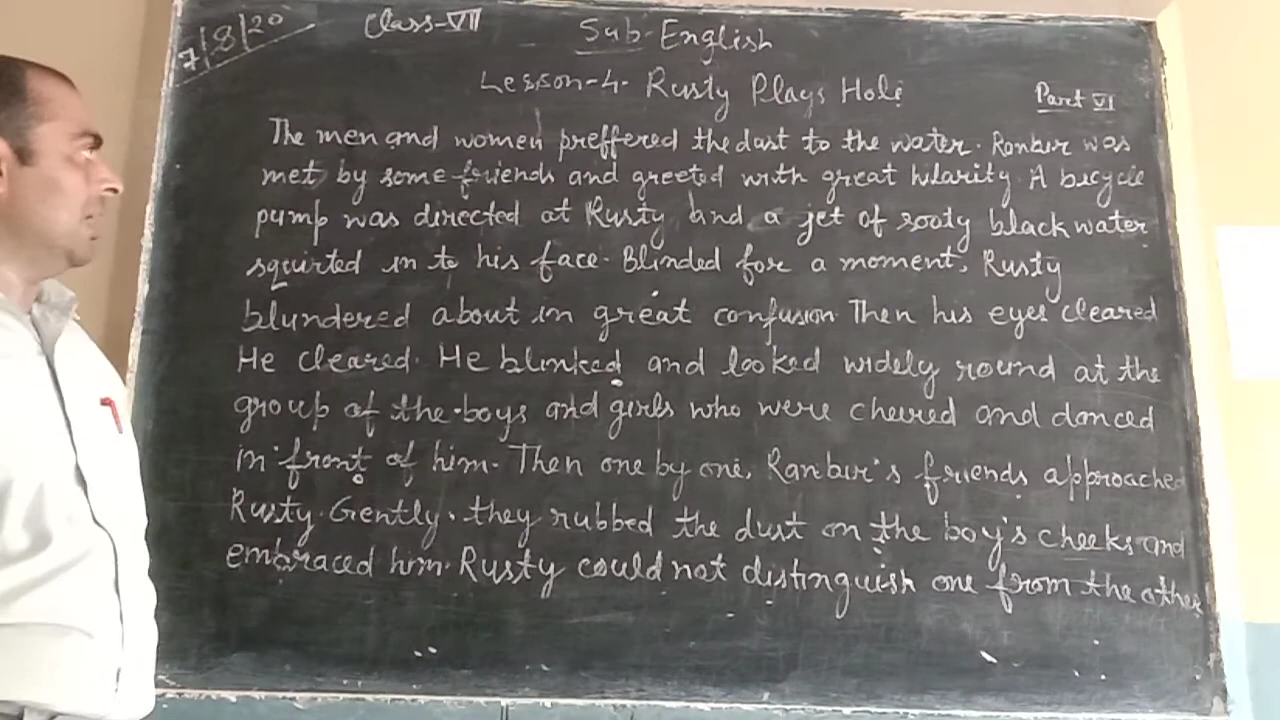 7/8/20 Class-VII Sub-English
Lesson-4. Rusty Plays Holi
Part VI
The men and women preffered the dast to the water. Ranbir was
met by some friends and greeted with great hilarity. A bicycle
pump was directed at Rusty and a jet of sooty black water
squirted in to his face. Blinded for a moment, Rusty
blundered about in great confusion. Then his eyes cleared
He cleared. He blinked and looked widely round at the
group of the boys and girls who were cheered and danced
in front of him. Then one by one, Ranbir's friends approached
Rusty. Gently, they rubbed the dust on the boy's cheeks and
embraced him. Rusty could not distinguish one from the other